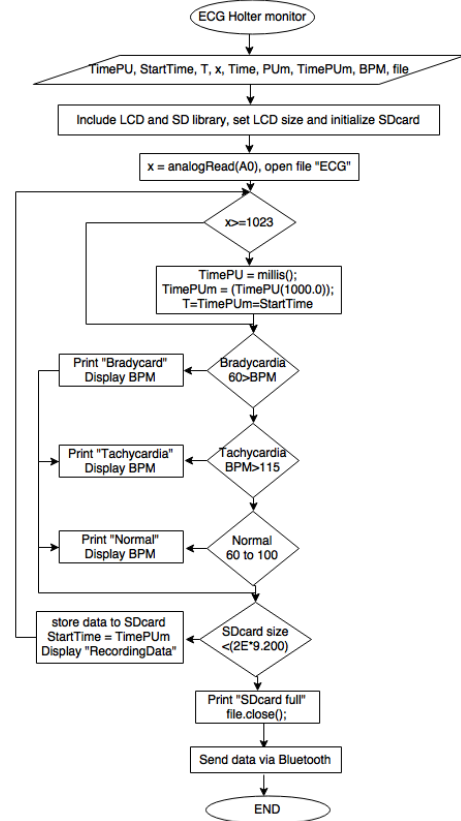 ECG Holter monitor
TimePU, StartTime, T, x, Time, PUm, TimePUm, BPM, file
Include LCD and SD library, set LCD size and initialize SDcard
x = analogRead(A0), open file "ECG"
x>=1023
TimePU = millis();
TimePUm = (TimePU(1000.0));
T=TimePUm=StartTime
Bradycardia
60>BPM
Print "Bradycard"
Display BPM
Tachycardia
BPM>115
Print "Tachycardia"
Display BPM
Normal
60 to 100
Print "Normal"
Display BPM
SDcard size
<(2E*9.200)
store data to SDcard
StartTime = TimePUm
Display "RecordingData"
Print "SDcard full"
file.close();
Send data via Bluetooth
END